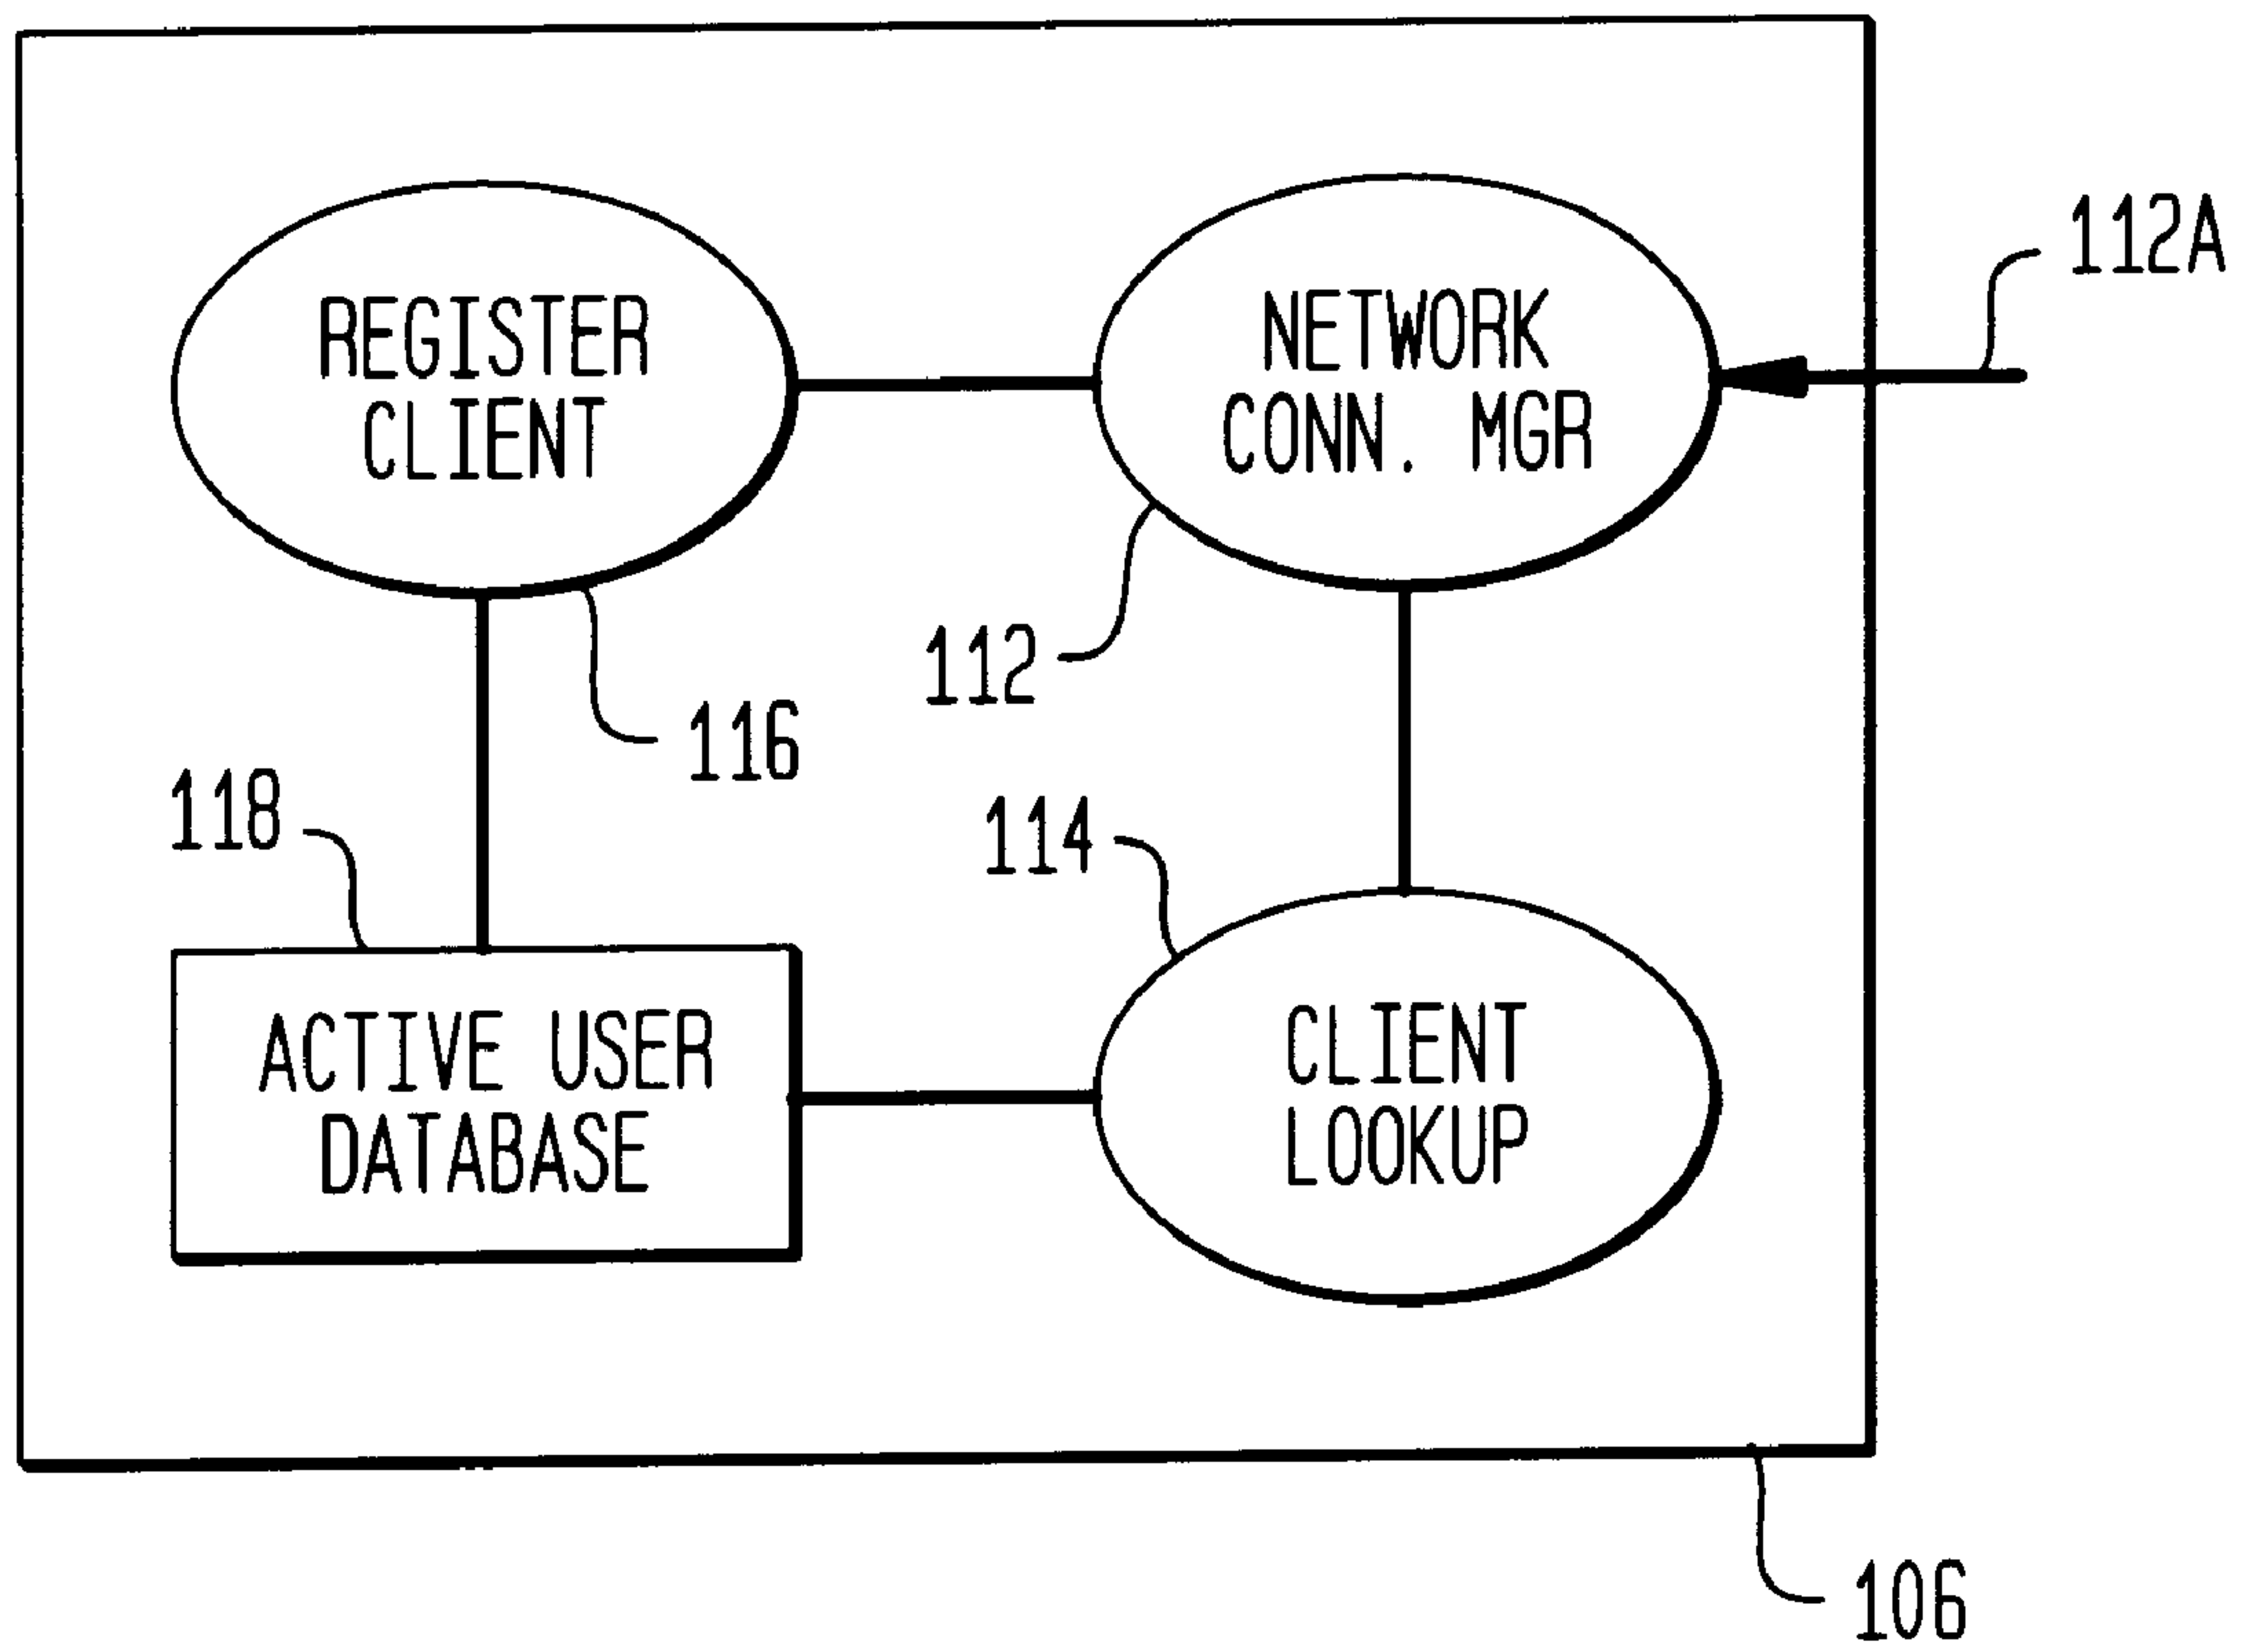 REGISTER
CLIENT
NETWORK
CONN. MGR
112A
112
116
118
114
ACTIVE USER
DATABASE
CLIENT
LOOKUP
106